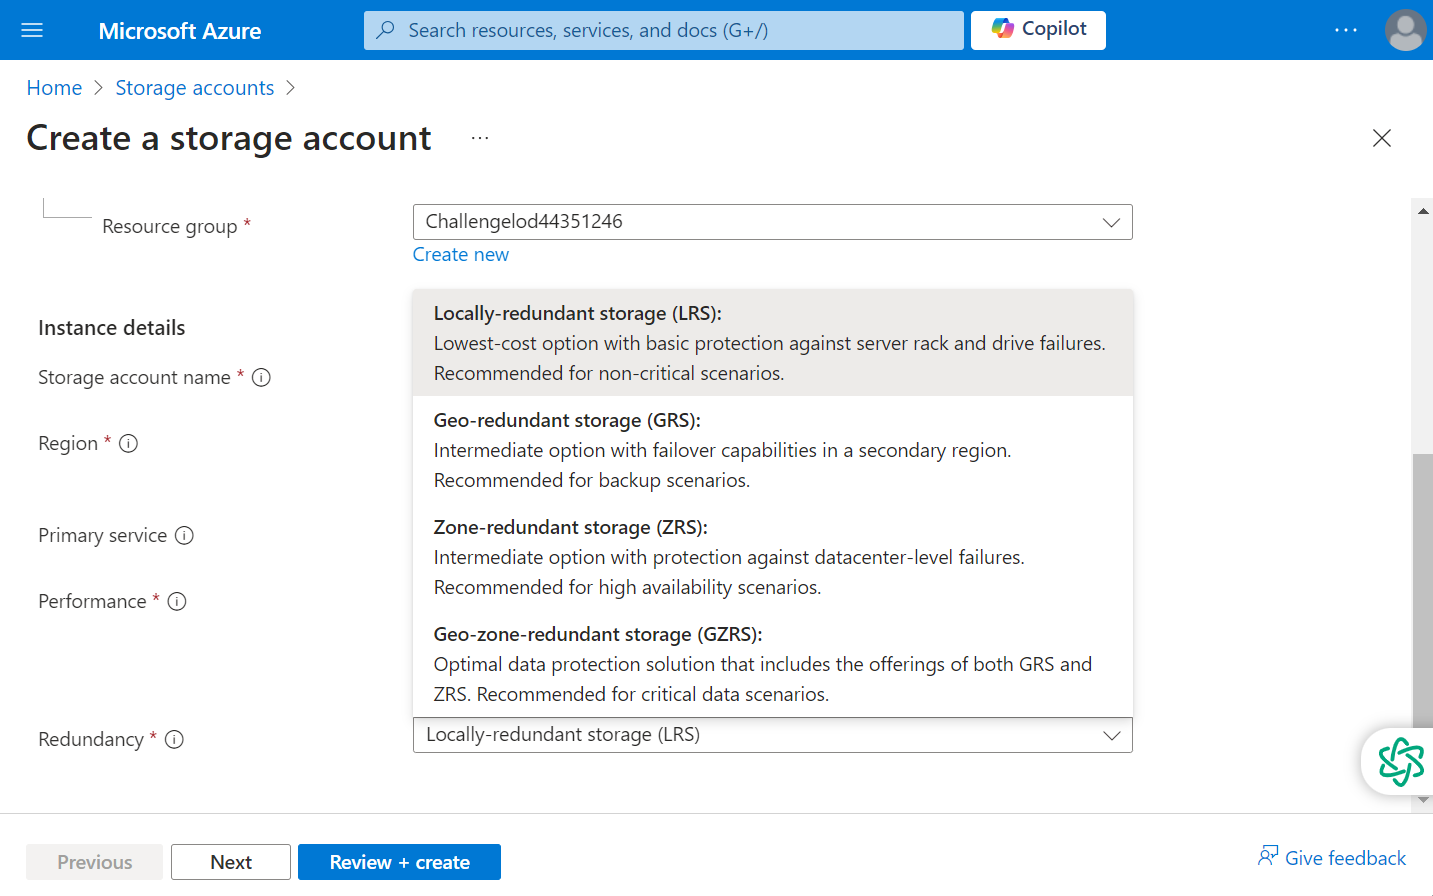 Microsoft Azure
Search resources, services, and docs (G+/)
Copilot
Home > Storage accounts >
Create a storage account ...
Resource group *
Challengelod44351246
Create new
Instance details
Storage account name *
Region *
Primary service
Performance *
Locally-redundant storage (LRS):
Lowest-cost option with basic protection against server rack and drive failures.
Recommended for non-critical scenarios.
Geo-redundant storage (GRS):
Intermediate option with failover capabilities in a secondary region.
Recommended for backup scenarios.
Zone-redundant storage (ZRS):
Intermediate option with protection against datacenter-level failures.
Recommended for high availability scenarios.
Geo-zone-redundant storage (GZRS):
Optimal data protection solution that includes the offerings of both GRS and
ZRS. Recommended for critical data scenarios.
Redundancy *
Locally-redundant storage (LRS)
Previous
Next
Review + create
Give feedback